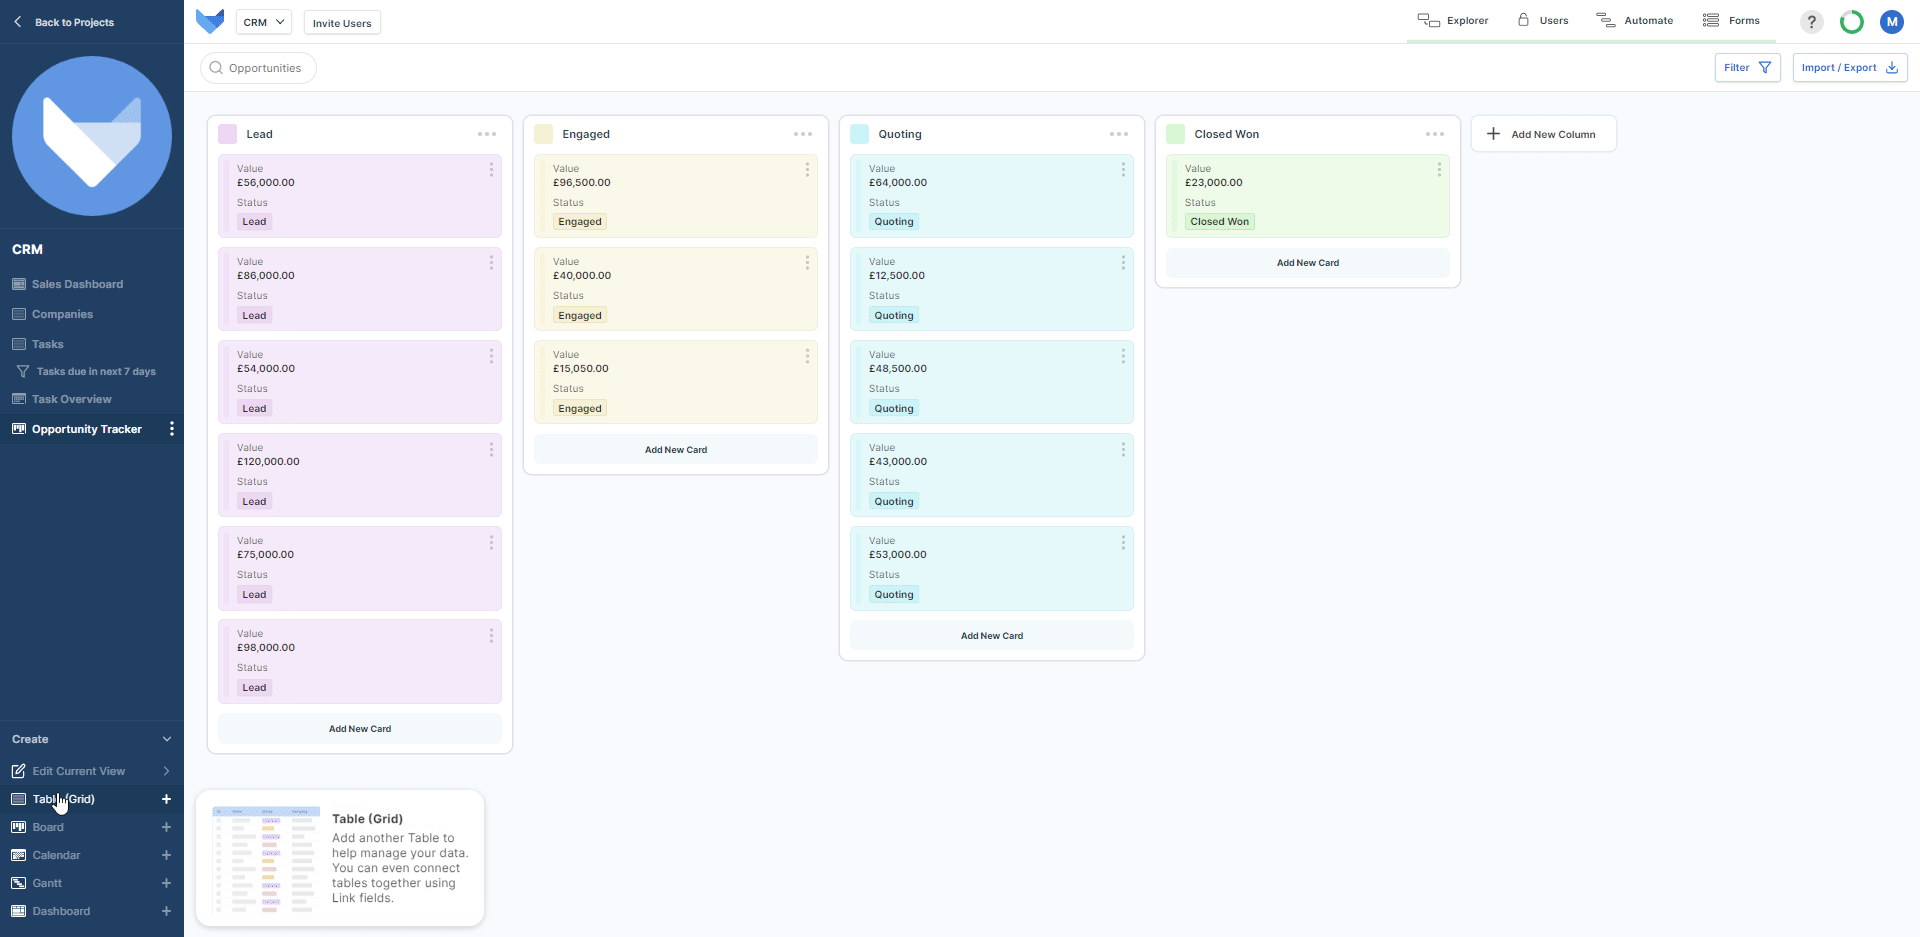 Back to Projects
CRM
Invite Users
Explorer
Users
Automate
Forms
?
M
Opportunities
Filter
Import / Export
CRM
Sales Dashboard
Companies
Tasks
Tasks due in next 7 days
Task Overview
Opportunity Tracker
Create
Edit Current View
Table (Grid)
Board
Calendar
Gantt
Dashboard
Lead
Value
£56,000.00
Status
Lead
Value
£86,000.00
Status
Lead
Value
£54,000.00
Status
Lead
Value
£120,000.00
Status
Lead
Value
£75,000.00
Status
Lead
Value
£98,000.00
Status
Lead
Add New Card
Engaged
Value
£96,500.00
Status
Engaged
Value
£40,000.00
Status
Engaged
Value
£15,050.00
Status
Engaged
Add New Card
Quoting
Value
£64,000.00
Status
Quoting
Value
£12,500.00
Status
Quoting
Value
£48,500.00
Status
Quoting
Value
£43,000.00
Status
Quoting
Value
£53,000.00
Status
Quoting
Add New Card
Closed Won
Value
£23,000.00
Status
Closed Won
Add New Card
Add New Column
Table (Grid)
Add another Table to
help manage your data.
You can even connect
tables together using
Link fields.